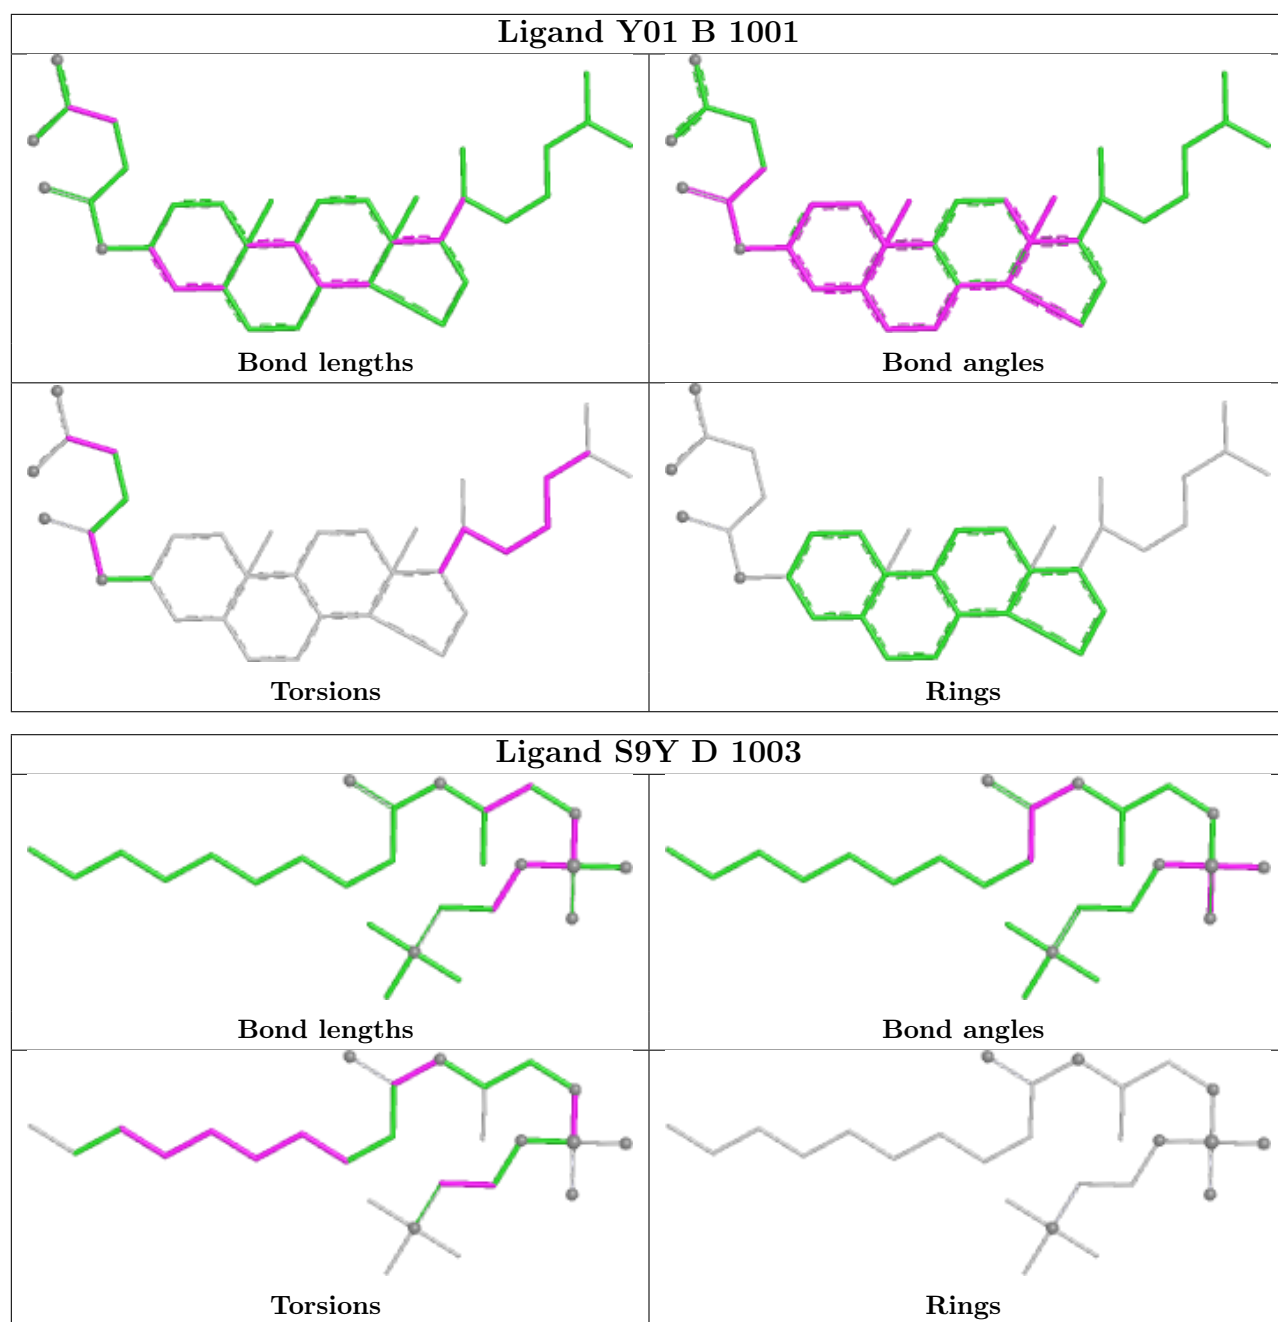 Ligand Y01 B 1001
Bond lengths
Bond angles
Torsions
Rings
Ligand S9Y D 1003
Bond lengths
Bond angles
Torsions
Rings